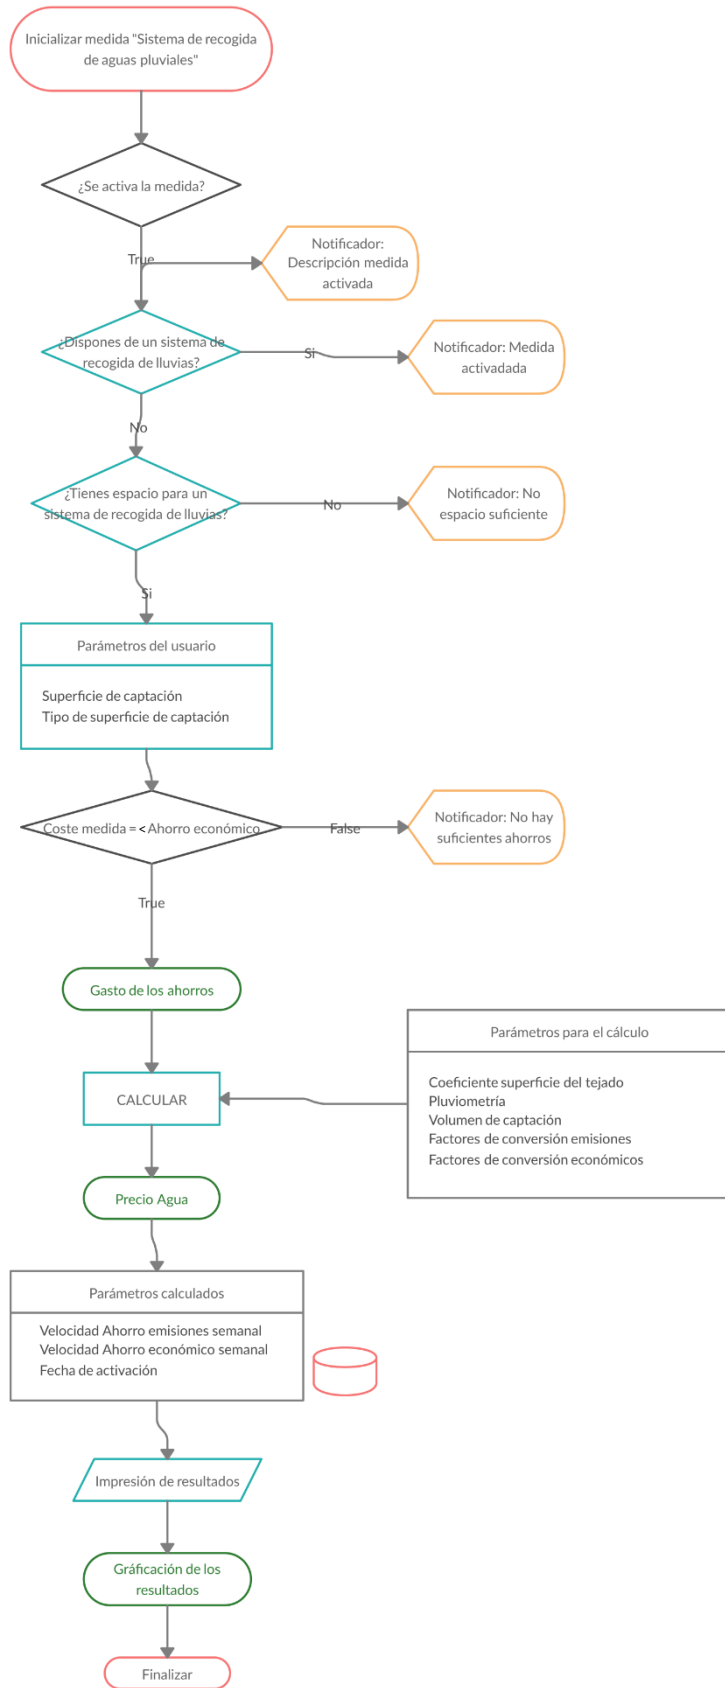 Inicializar medida "Sistema de recogida
de aguas pluviales"
¿Se activa la medida?
True
Notificador:
Descripción medida
activada
¿Dispones de un sistema de
recogida de lluvias?
Si
Notificador: Medida
activadada
No
¿Tienes espacio para un
sistema de recogida de lluvias?
No
Notificador: No
espacio suficiente
Si
Parámetros del usuario
Superficie de captación
Tipo de superficie de captación
Coste medida =< Ahorro económico
False
Notificador: No hay
suficientes ahorros
True
Gasto de los ahorros
Parámetros para el cálculo
Coeficiente superficie del tejado
Pluviometría
Volumen de captación
Factores de conversión emisiones
Factores de conversión económicos
CALCULAR
Precio Agua
Parámetros calculados
Velocidad Ahorro emisiones semanal
Velocidad Ahorro económico semanal
Fecha de activación
Impresión de resultados
Gráficación de los
resultados
Finalizar